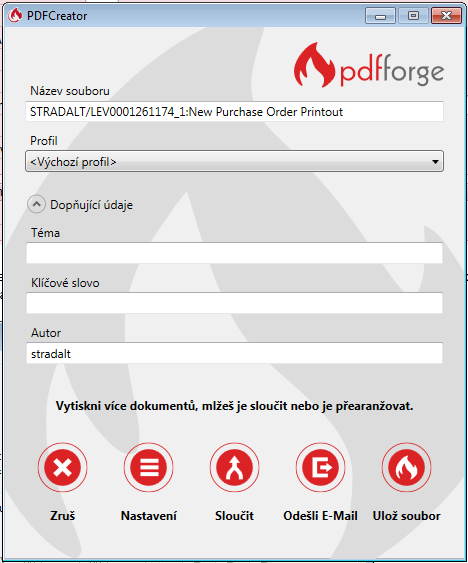 PDFCreator
pdfforge
Název souboru
STRADALT/LEV0001261174_1:New Purchase Order Printout
Profil
<Výchozí profil>
Dopňující údaje
Téma
Klíčové slovo
Autor
stradalt
Vytiskni více dokumentů, mlžeš je sloučit nebo je přearanžovat.
Zruš Nastavení Sloučit Odešli E-Mail Ulož soubor